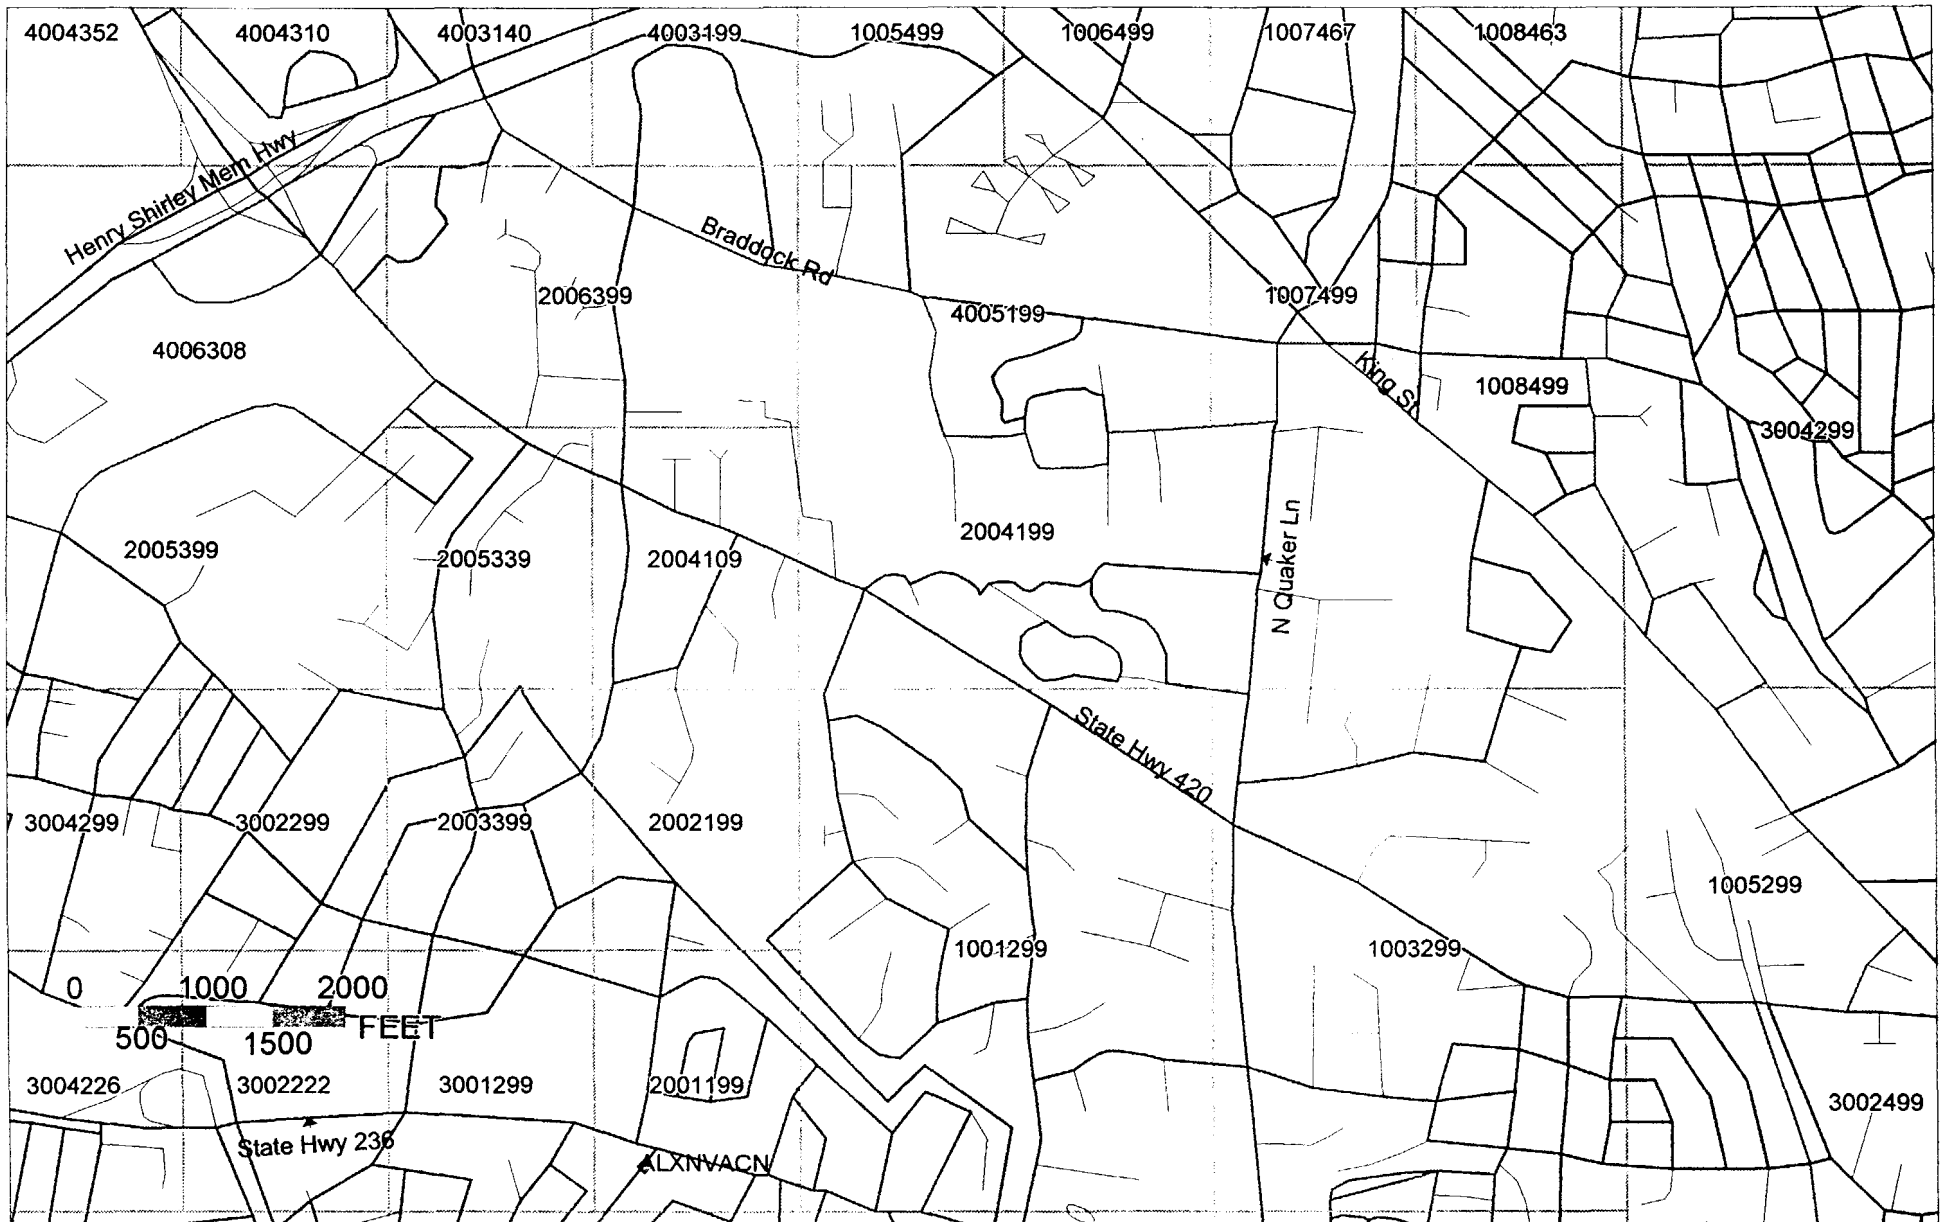 4004352 4004310 4003140 4003199 1005499 1006499 1007467 1008463
Henry Shirley Mem Hwy
Braddock Rd
2006399 1007499
4005199
4006308
King St
1008499
3004299
2004199
N Quaker Ln
2005399 2005339 2004109
State Hwy 420
3004299 3002299 2003399 2002199
1005299
1001299 1003299
0 1000 2000
500 1500 FEET
3004226 3002222 3001299 2001199
3002499
State Hwy 236
ALXNVACN